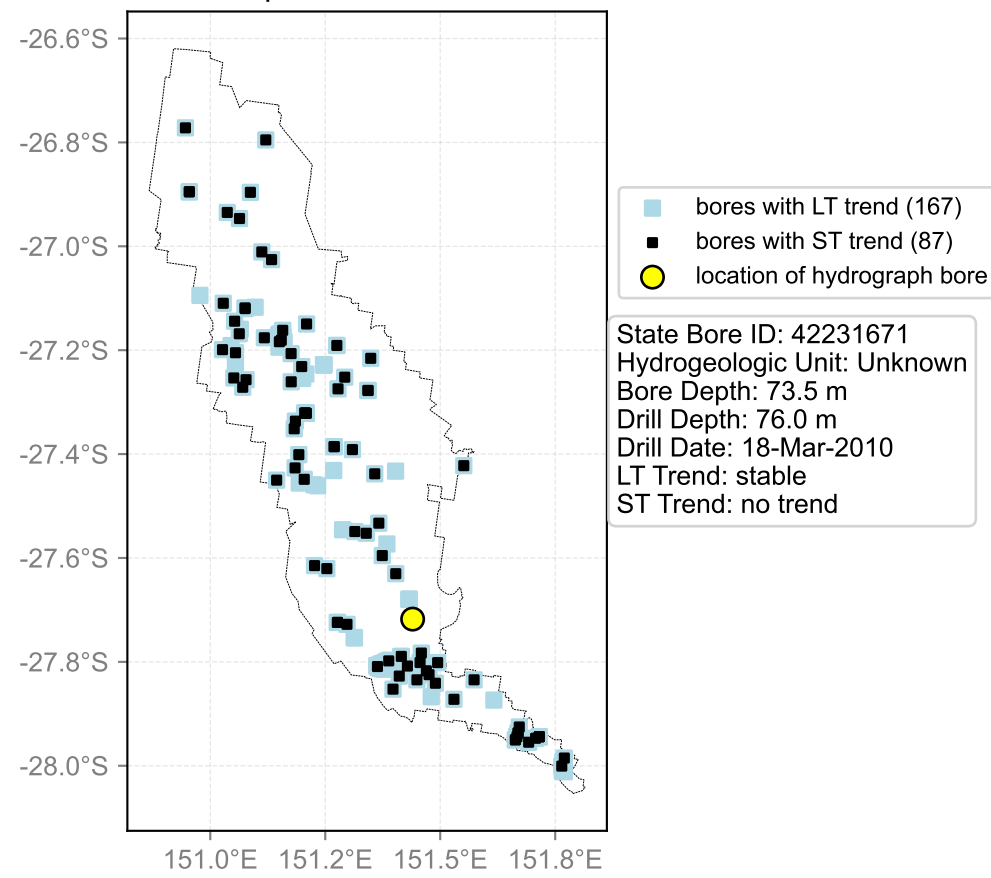 -26.6°S
-26.8°S
-27.0°S
-27.2°S
-27.4°S
-27.6°S
-27.8°S
-28.0°S
151.0°E
151.2°E
151.5°E
151.8°E
bores with LT trend (167)
bores with ST trend (87)
location of hydrograph bore
State Bore ID: 42231671
Hydrogeologic Unit: Unknown
Bore Depth: 73.5 m
Drill Depth: 76.0 m
Drill Date: 18-Mar-2010
LT Trend: stable
ST Trend: no trend